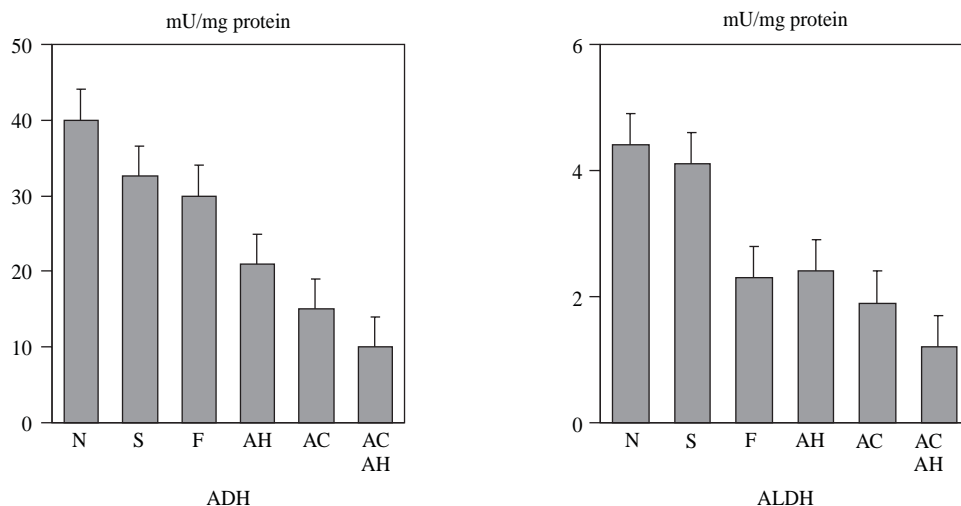 mU/mg protein
50
40
30
20
10
0
N S F AH AC AC
AH
ADH
mU/mg protein
6
4
2
0
N S F AH AC AC
AH
ALDH